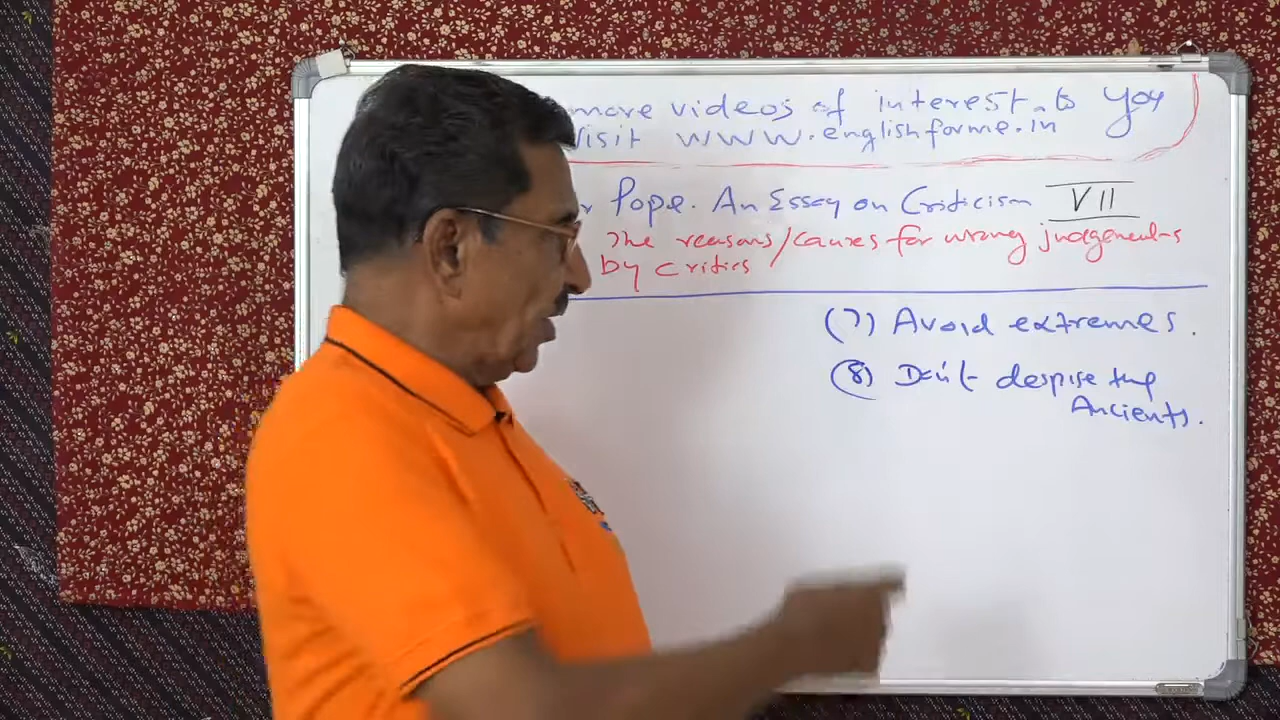 more videos of interest to you
visit www.englishforme.in
Pope. An Essay on Criticism VII
The reasons/causes for wrong judgements
by critics
(7) Avoid extremes.
(8) Don't despise the
Ancients.